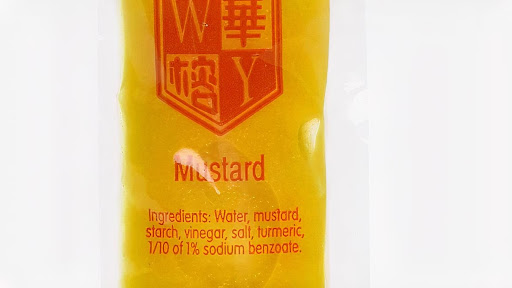 W 華
榕 Y
Mustard
Ingredients: Water, mustard,
starch, vinegar, salt, turmeric,
1/10 of 1% sodium benzoate.